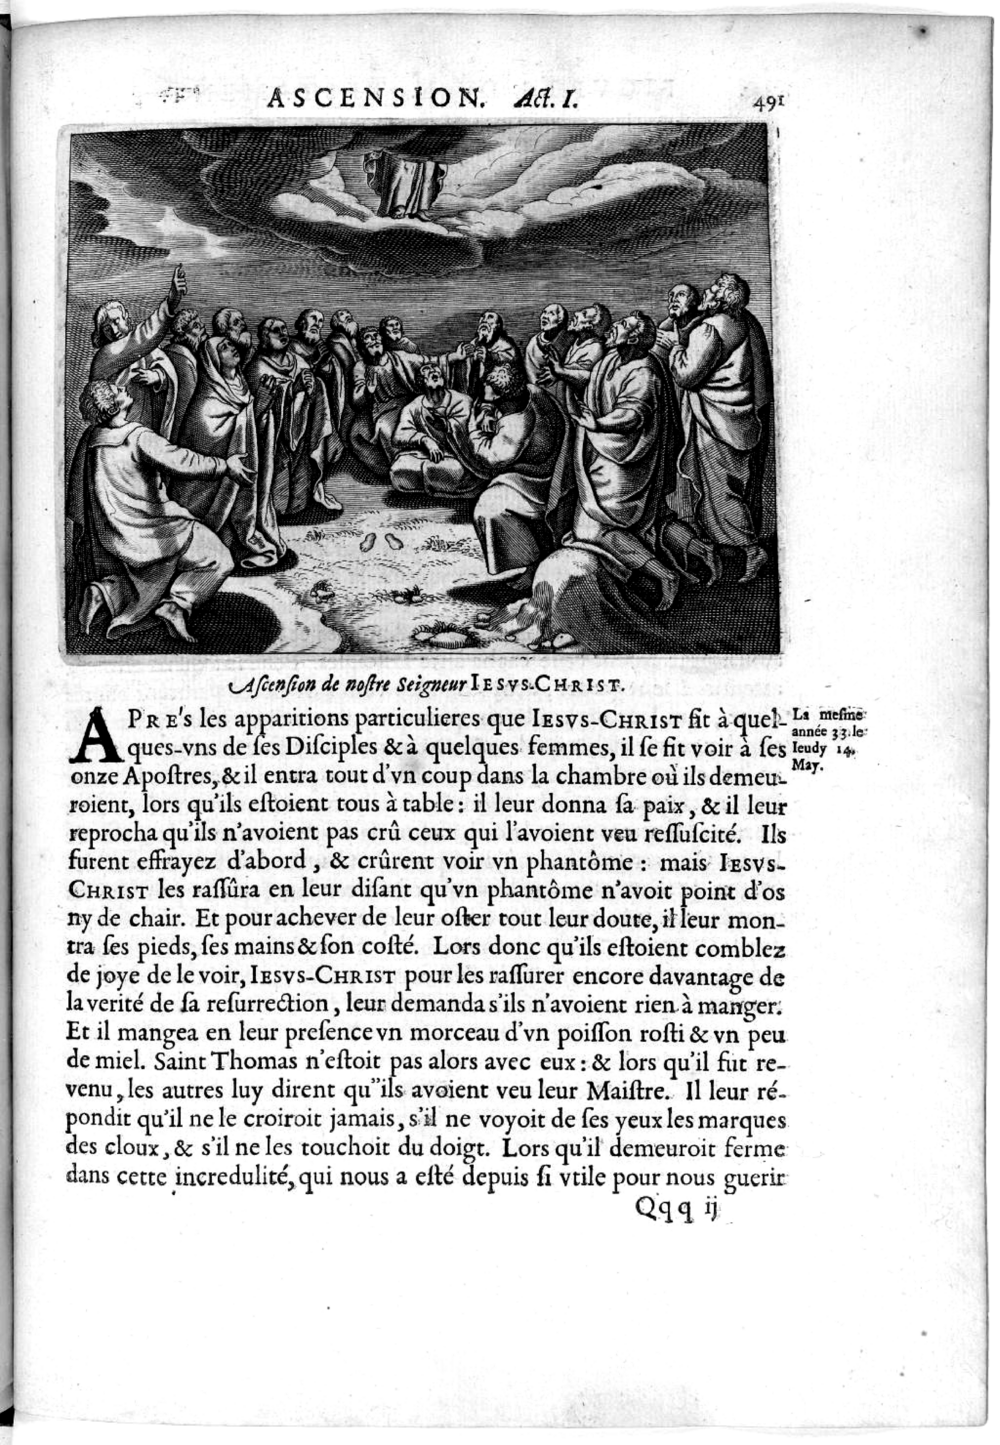 ASCENSION. Act. I. 491
Ascension de nostre Seigneur IESVS-CHRIST.
APRE's les apparitions particulieres que IESVS-CHRIST fit à quel-
ques-vns de ſes Diſciples & à quelques femmes, il ſe fit voir à ſes
onze Apoſtres, & il entra tout d'vn coup dans la chambre où ils demeu-
roient, lors qu'ils eſtoient tous à table : il leur donna ſa paix, & il leur
reprocha qu'ils n'avoient pas crû ceux qui l'avoient veu reſſuſcité. Ils
furent effrayez d'abord, & crûrent voir vn phantôme : mais IESVS-
CHRIST les raſſûra en leur diſant qu'vn phantôme n'avoit point d'os
ny de chair. Et pour achever de leur oſter tout leur doute, il leur mon-
tra ſes pieds, ſes mains & ſon coſté. Lors donc qu'ils eſtoient comblez
de joye de le voir, IESVS-CHRIST pour les raſſurer encore davantage de
la verité de ſa reſurrection, leur demanda s'ils n'avoient rien à manger.
Et il mangea en leur preſence vn morceau d'vn poiſſon roſti & vn peu
de miel. Saint Thomas n'eſtoit pas alors avec eux : & lors qu'il fut re-
venu, les autres luy dirent qu''ils avoient veu leur Maiſtre. Il leur ré-
pondit qu'il ne le croiroit jamais, s'il ne voyoit de ſes yeux les marques
des cloux, & s'il ne les touchoit du doigt. Lors qu'il demeuroit ferme
dans cette incredulité, qui nous a eſté depuis ſi vtile pour nous guerir
La meſme
année 33. le
Ieudy 14.
May.
Qqq ij